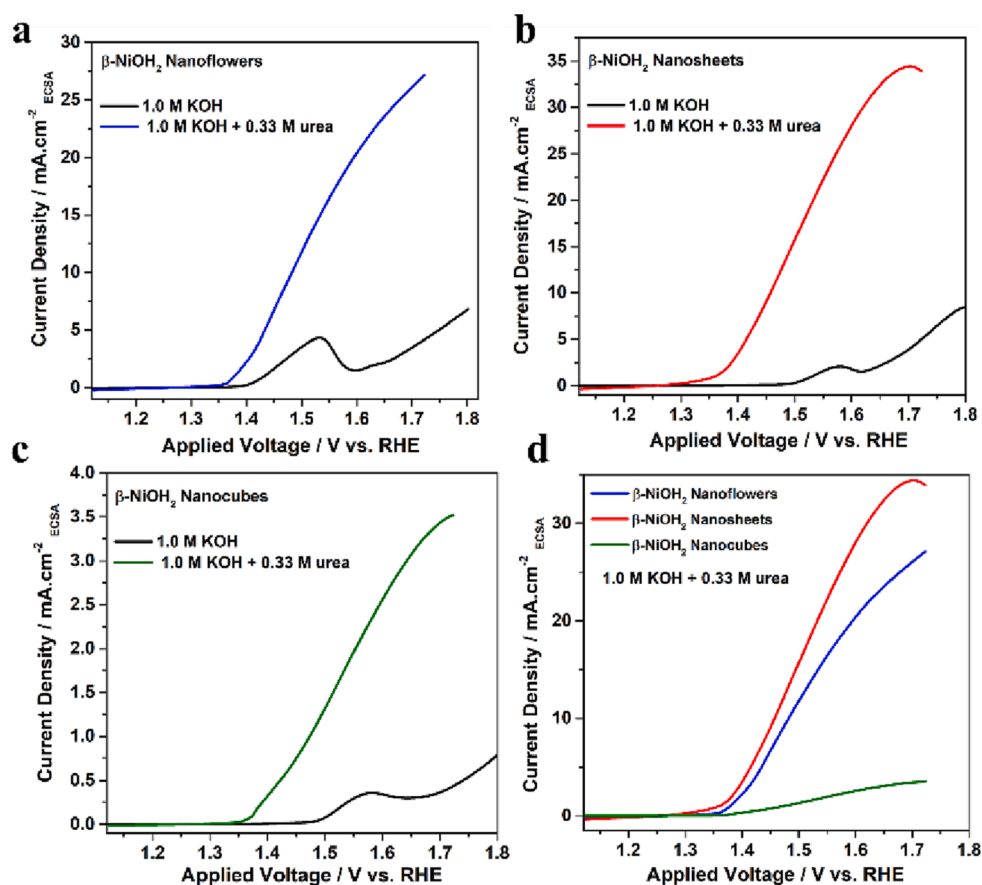 a
30
25
20
15
10
5
0
β-NiOH₂ Nanoflowers
1.0 M KOH
1.0 M KOH + 0.33 M urea
Current Density / mA.cm⁻² ECSA
1.2 1.3 1.4 1.5 1.6 1.7 1.8
Applied Voltage / V vs. RHE
b
35
30
25
20
15
10
5
0
β-NiOH₂ Nanosheets
1.0 M KOH
1.0 M KOH + 0.33 M urea
Current Density / mA.cm⁻² ECSA
1.2 1.3 1.4 1.5 1.6 1.7 1.8
Applied Voltage / V vs. RHE
c
4.0
3.5
3.0
2.5
2.0
1.5
1.0
0.5
0.0
β-NiOH₂ Nanocubes
1.0 M KOH
1.0 M KOH + 0.33 M urea
Current Density / mA.cm⁻² ECSA
1.2 1.3 1.4 1.5 1.6 1.7 1.8
Applied Voltage / V vs. RHE
d
30
20
10
0
β-NiOH₂ Nanoflowers
β-NiOH₂ Nanosheets
β-NiOH₂ Nanocubes
1.0 M KOH + 0.33 M urea
Current Density / mA.cm⁻² ECSA
1.2 1.3 1.4 1.5 1.6 1.7 1.8
Applied Voltage / V vs. RHE